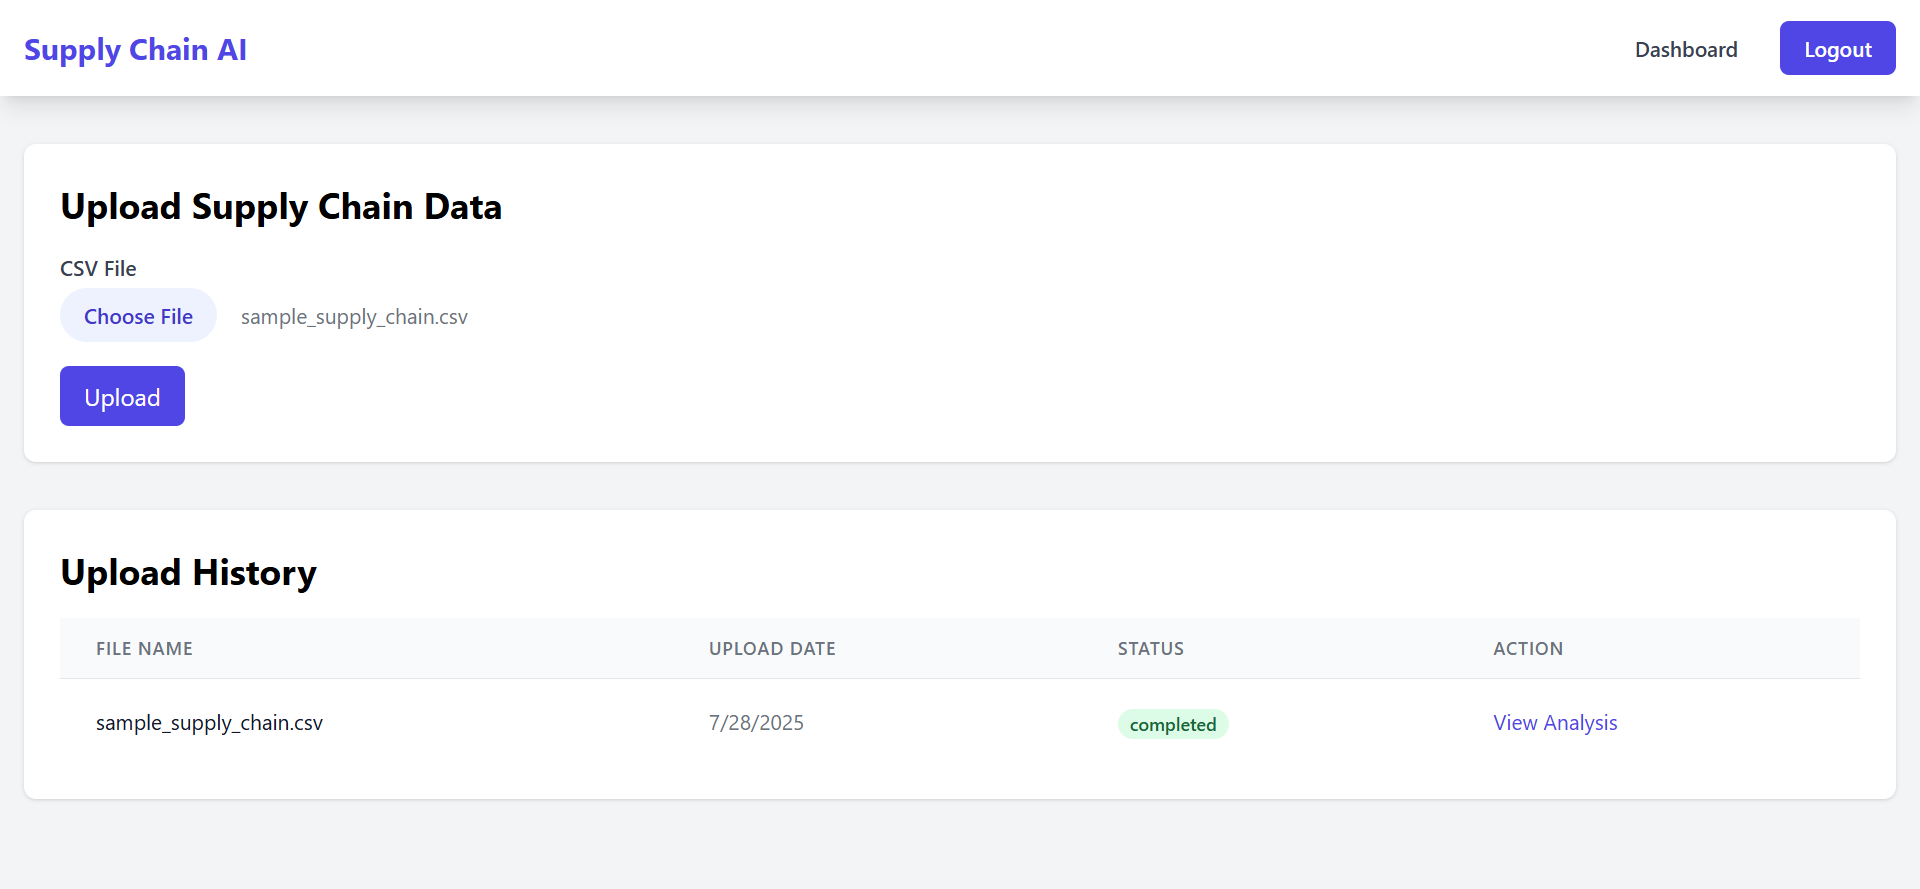 Supply Chain AI
Dashboard
Logout
Upload Supply Chain Data
CSV File
Choose File sample_supply_chain.csv
Upload
Upload History
FILE NAME UPLOAD DATE STATUS ACTION
sample_supply_chain.csv 7/28/2025 completed View Analysis